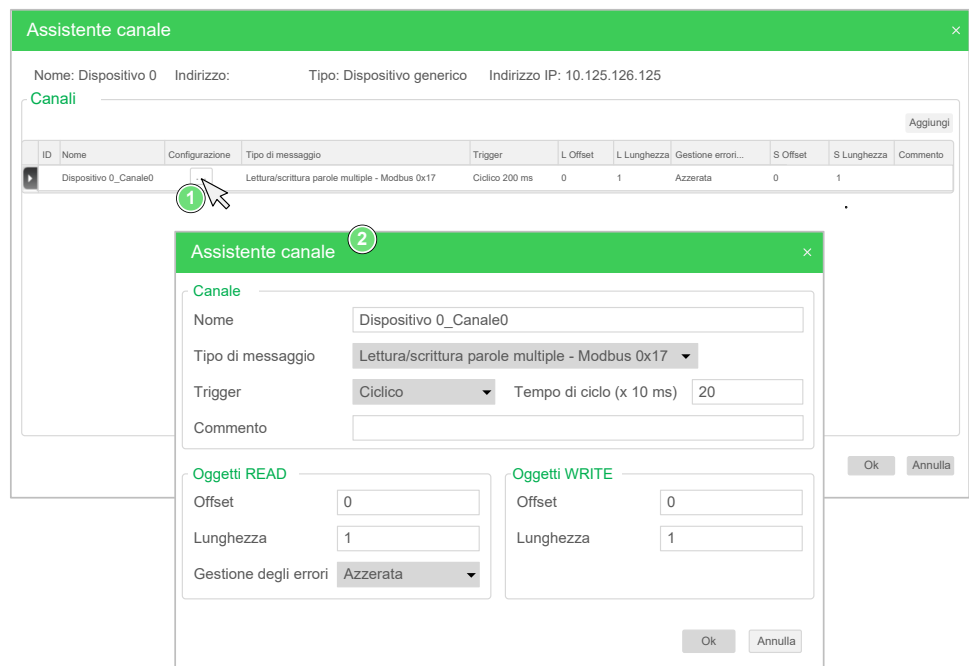 Assistente canale
Nome: Dispositivo 0 Indirizzo: Tipo: Dispositivo generico Indirizzo IP: 10.125.126.125
Canali
Aggiungi
ID Nome Configurazione Tipo di messaggio Trigger L Offset L Lunghezza Gestione errori... S Offset S Lunghezza Commento
Dispositivo 0_Canale0 ... Lettura/scrittura parole multiple - Modbus 0x17 Ciclico 200 ms 0 1 Azzerata 0 1
1
2
Assistente canale
Canale
Nome Dispositivo 0_Canale0
Tipo di messaggio Lettura/scrittura parole multiple - Modbus 0x17
Trigger Ciclico Tempo di ciclo (x 10 ms) 20
Commento
Oggetti READ Oggetti WRITE
Offset 0 Offset 0
Lunghezza 1 Lunghezza 1
Gestione degli errori Azzerata
Ok Annulla
Ok Annulla